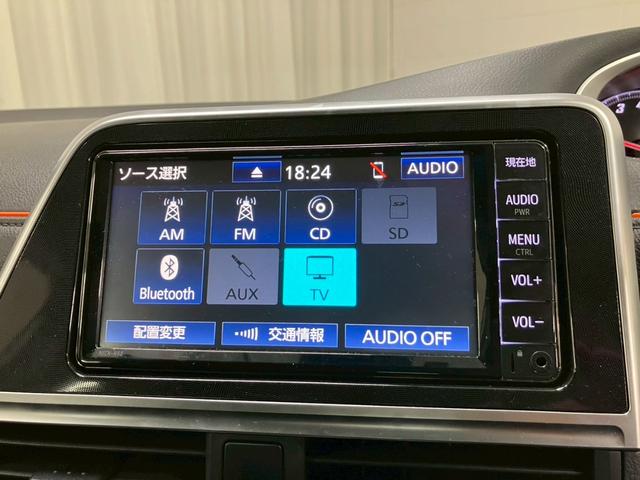 ソース選択
18:24
AUDIO
AM
FM
CD
SD
Bluetooth
AUX
TV
配置変更
交通情報
AUDIO OFF
現在地
AUDIO
PWR
MENU
CTRL
VOL+
VOL-
3